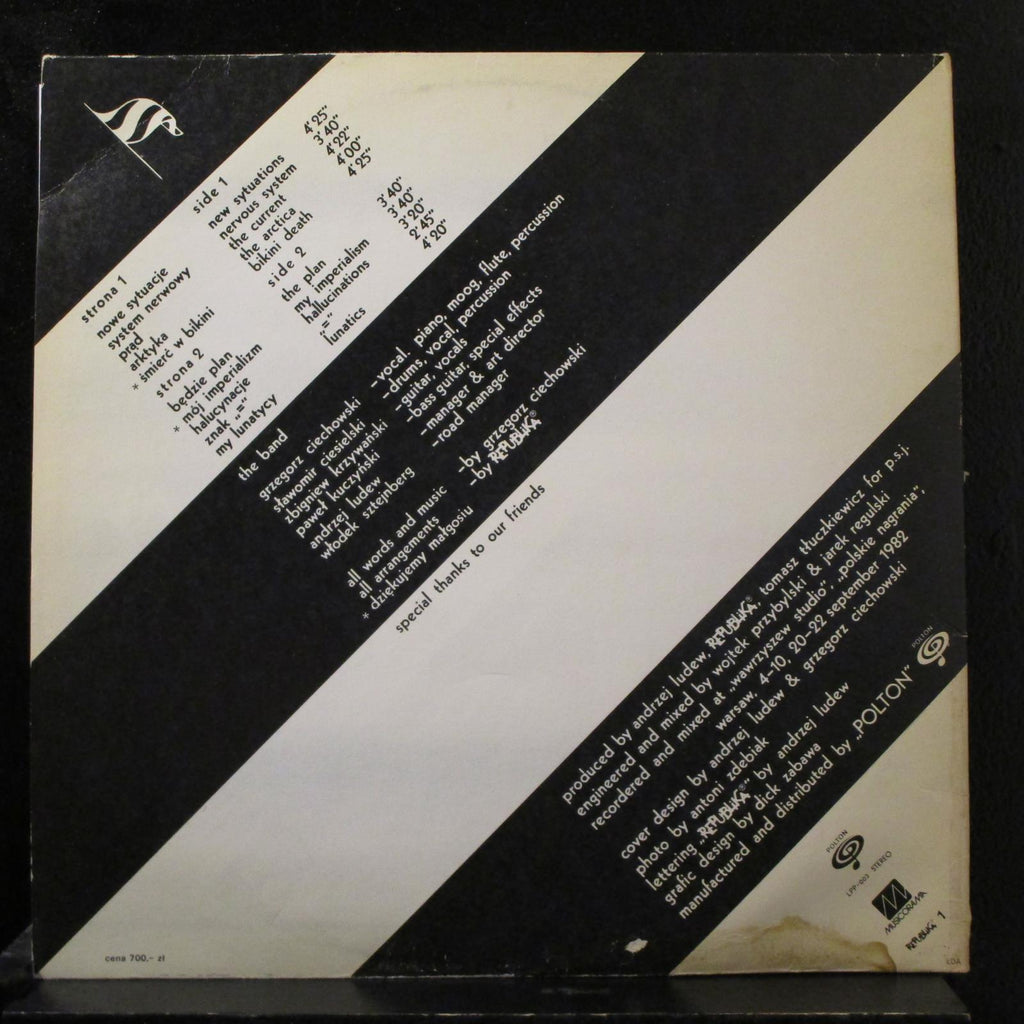 strona 1
nowe sytuacje
system nerwowy
prąd
arktyka
* śmierć w bikini
strona 2
będzie plan
* mój imperializm
halucynacje
znak „="
my lunatycy
side 1
new sytuations 4'25"
nervous system 3'40"
the current 4'22"
the arctica 4'00"
bikini death 4'25"
side 2
the plan 3'40"
my imperialism 3'40"
hallucinations 3'20"
„=" 2'45"
lunatics 4'20"
the band
grzegorz ciechowski -vocal, piano, moog, flute, percussion
sławomir ciesielski -drums, vocal, percussion
zbigniew krzywański -guitar, vocals
paweł kuczyński -bass guitar, special effects
andrzej ludew -manager & art director
włodek sztejnberg -road manager
all words and music -by grzegorz ciechowski
all arrangements -by REPUBLIKA®
* dziękujemy małgosiu
special thanks to our friends
produced by andrzej ludew, REPUBLIKA®, tomasz tłuczkiewicz for p.s.j.
engineered and mixed by wojtek przybylski & jarek regulski
recordered and mixed at „wawrzyszew studio", „polskie nagrania",
warsaw, 4-10, 20-22 september 1982
cover design by andrzej ludew & grzegorz ciechowski
photo by antoni zdebiak
lettering „REPUBLIKA®" by andrzej ludew
grafic design by dick zabawa
manufactured and distributed by „POLTON"
POLTON
POLTON
LPP-003 STEREO
MUSICORAMA
REPUBLIKA® 1
cena 700,- zł